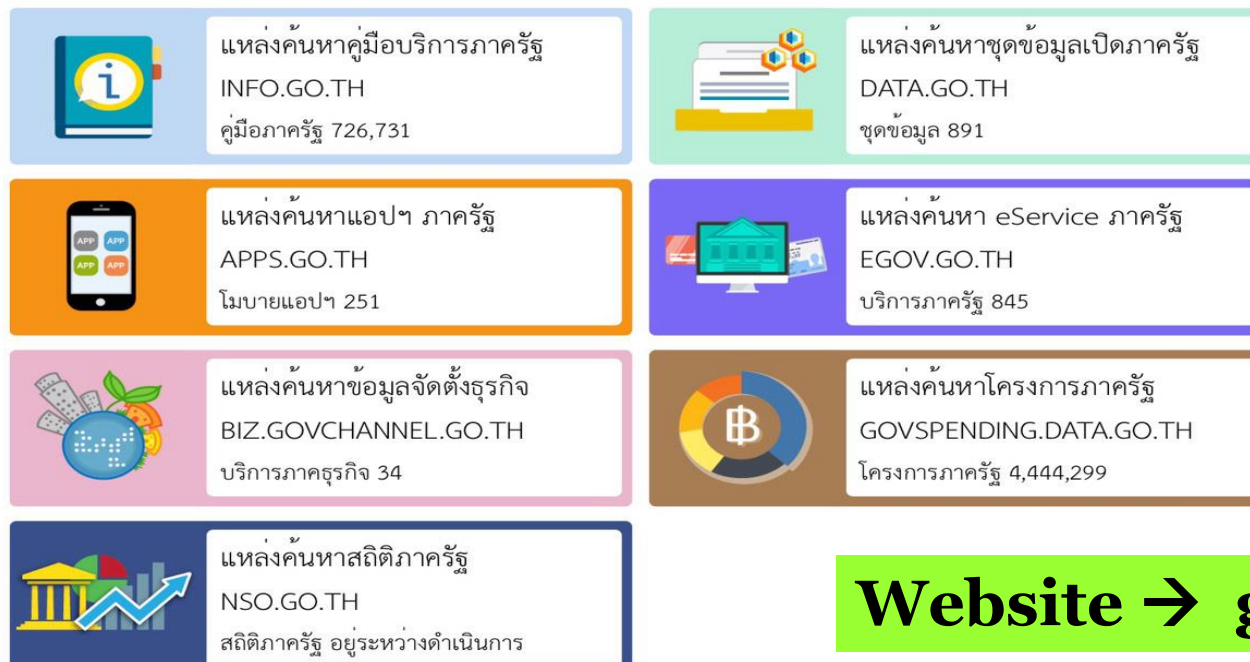 แหล่งค้นหาคู่มือบริการภาครัฐ
INFO.GO.TH
คู่มือภาครัฐ 726,731
แหล่งค้นหาชุดข้อมูลเปิดภาครัฐ
DATA.GO.TH
ชุดข้อมูล 891
APP APP
APP APP
แหล่งค้นหาแอปฯ ภาครัฐ
APPS.GO.TH
โมบายแอปฯ 251
แหล่งค้นหา eService ภาครัฐ
EGOV.GO.TH
บริการภาครัฐ 845
แหล่งค้นหาข้อมูลจัดตั้งธุรกิจ
BIZ.GOVCHANNEL.GO.TH
บริการภาคธุรกิจ 34
แหล่งค้นหาโครงการภาครัฐ
GOVSPENDING.DATA.GO.TH
โครงการภาครัฐ 4,444,299
แหล่งค้นหาสถิติภาครัฐ
NSO.GO.TH
สถิติภาครัฐ อยู่ระหว่างดำเนินการ
Website →